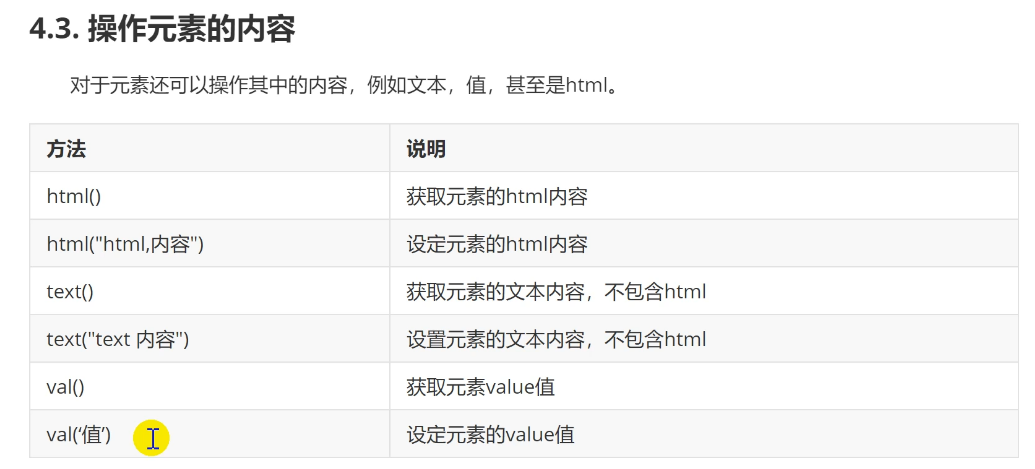 4.3. 操作元素的内容
对于元素还可以操作其中的内容，例如文本，值，甚至是html。
方法 说明
html() 获取元素的html内容
html("html,内容") 设定元素的html内容
text() 获取元素的文本内容，不包含html
text("text 内容") 设置元素的文本内容，不包含html
val() 获取元素value值
val(‘值’) 设定元素的value值